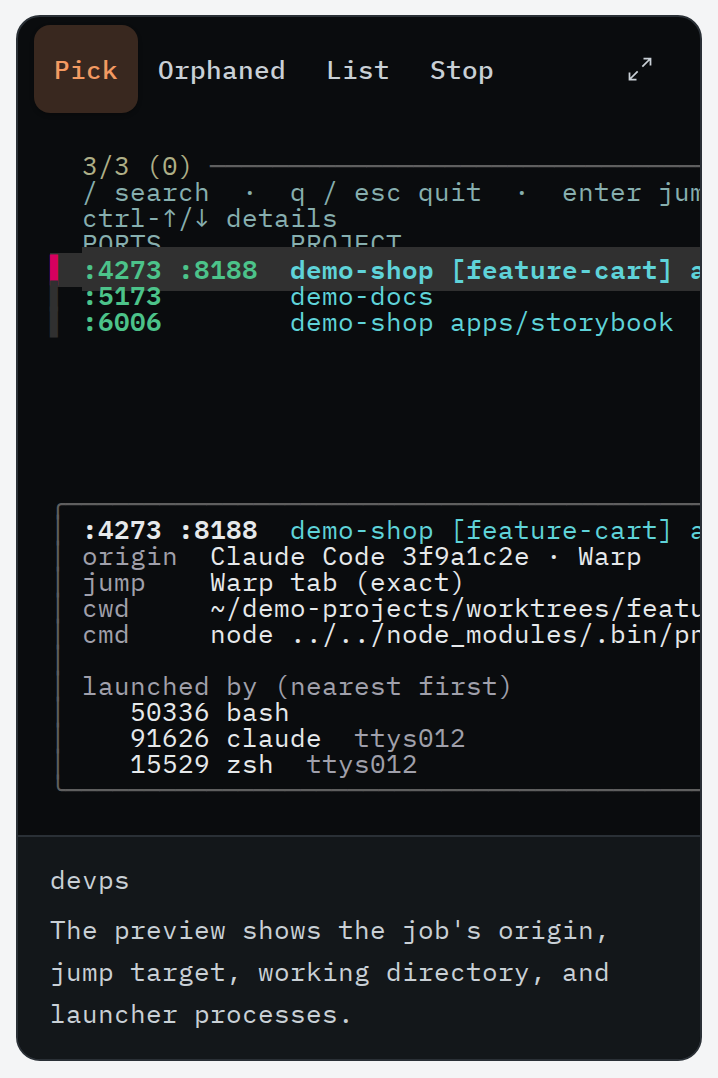 Pick Orphaned List Stop
3/3 (0)
/ search · q / esc quit · enter jum
ctrl-↑/↓ details
PORTS PROJECT
:4273 :8188 demo-shop [feature-cart] a
:5173 demo-docs
:6006 demo-shop apps/storybook
:4273 :8188 demo-shop [feature-cart] a
origin Claude Code 3f9a1c2e · Warp
jump Warp tab (exact)
cwd ~/demo-projects/worktrees/featu
cmd node ../../node_modules/.bin/pr
launched by (nearest first)
50336 bash
91626 claude ttys012
15529 zsh ttys012
devps
The preview shows the job's origin,
jump target, working directory, and
launcher processes.